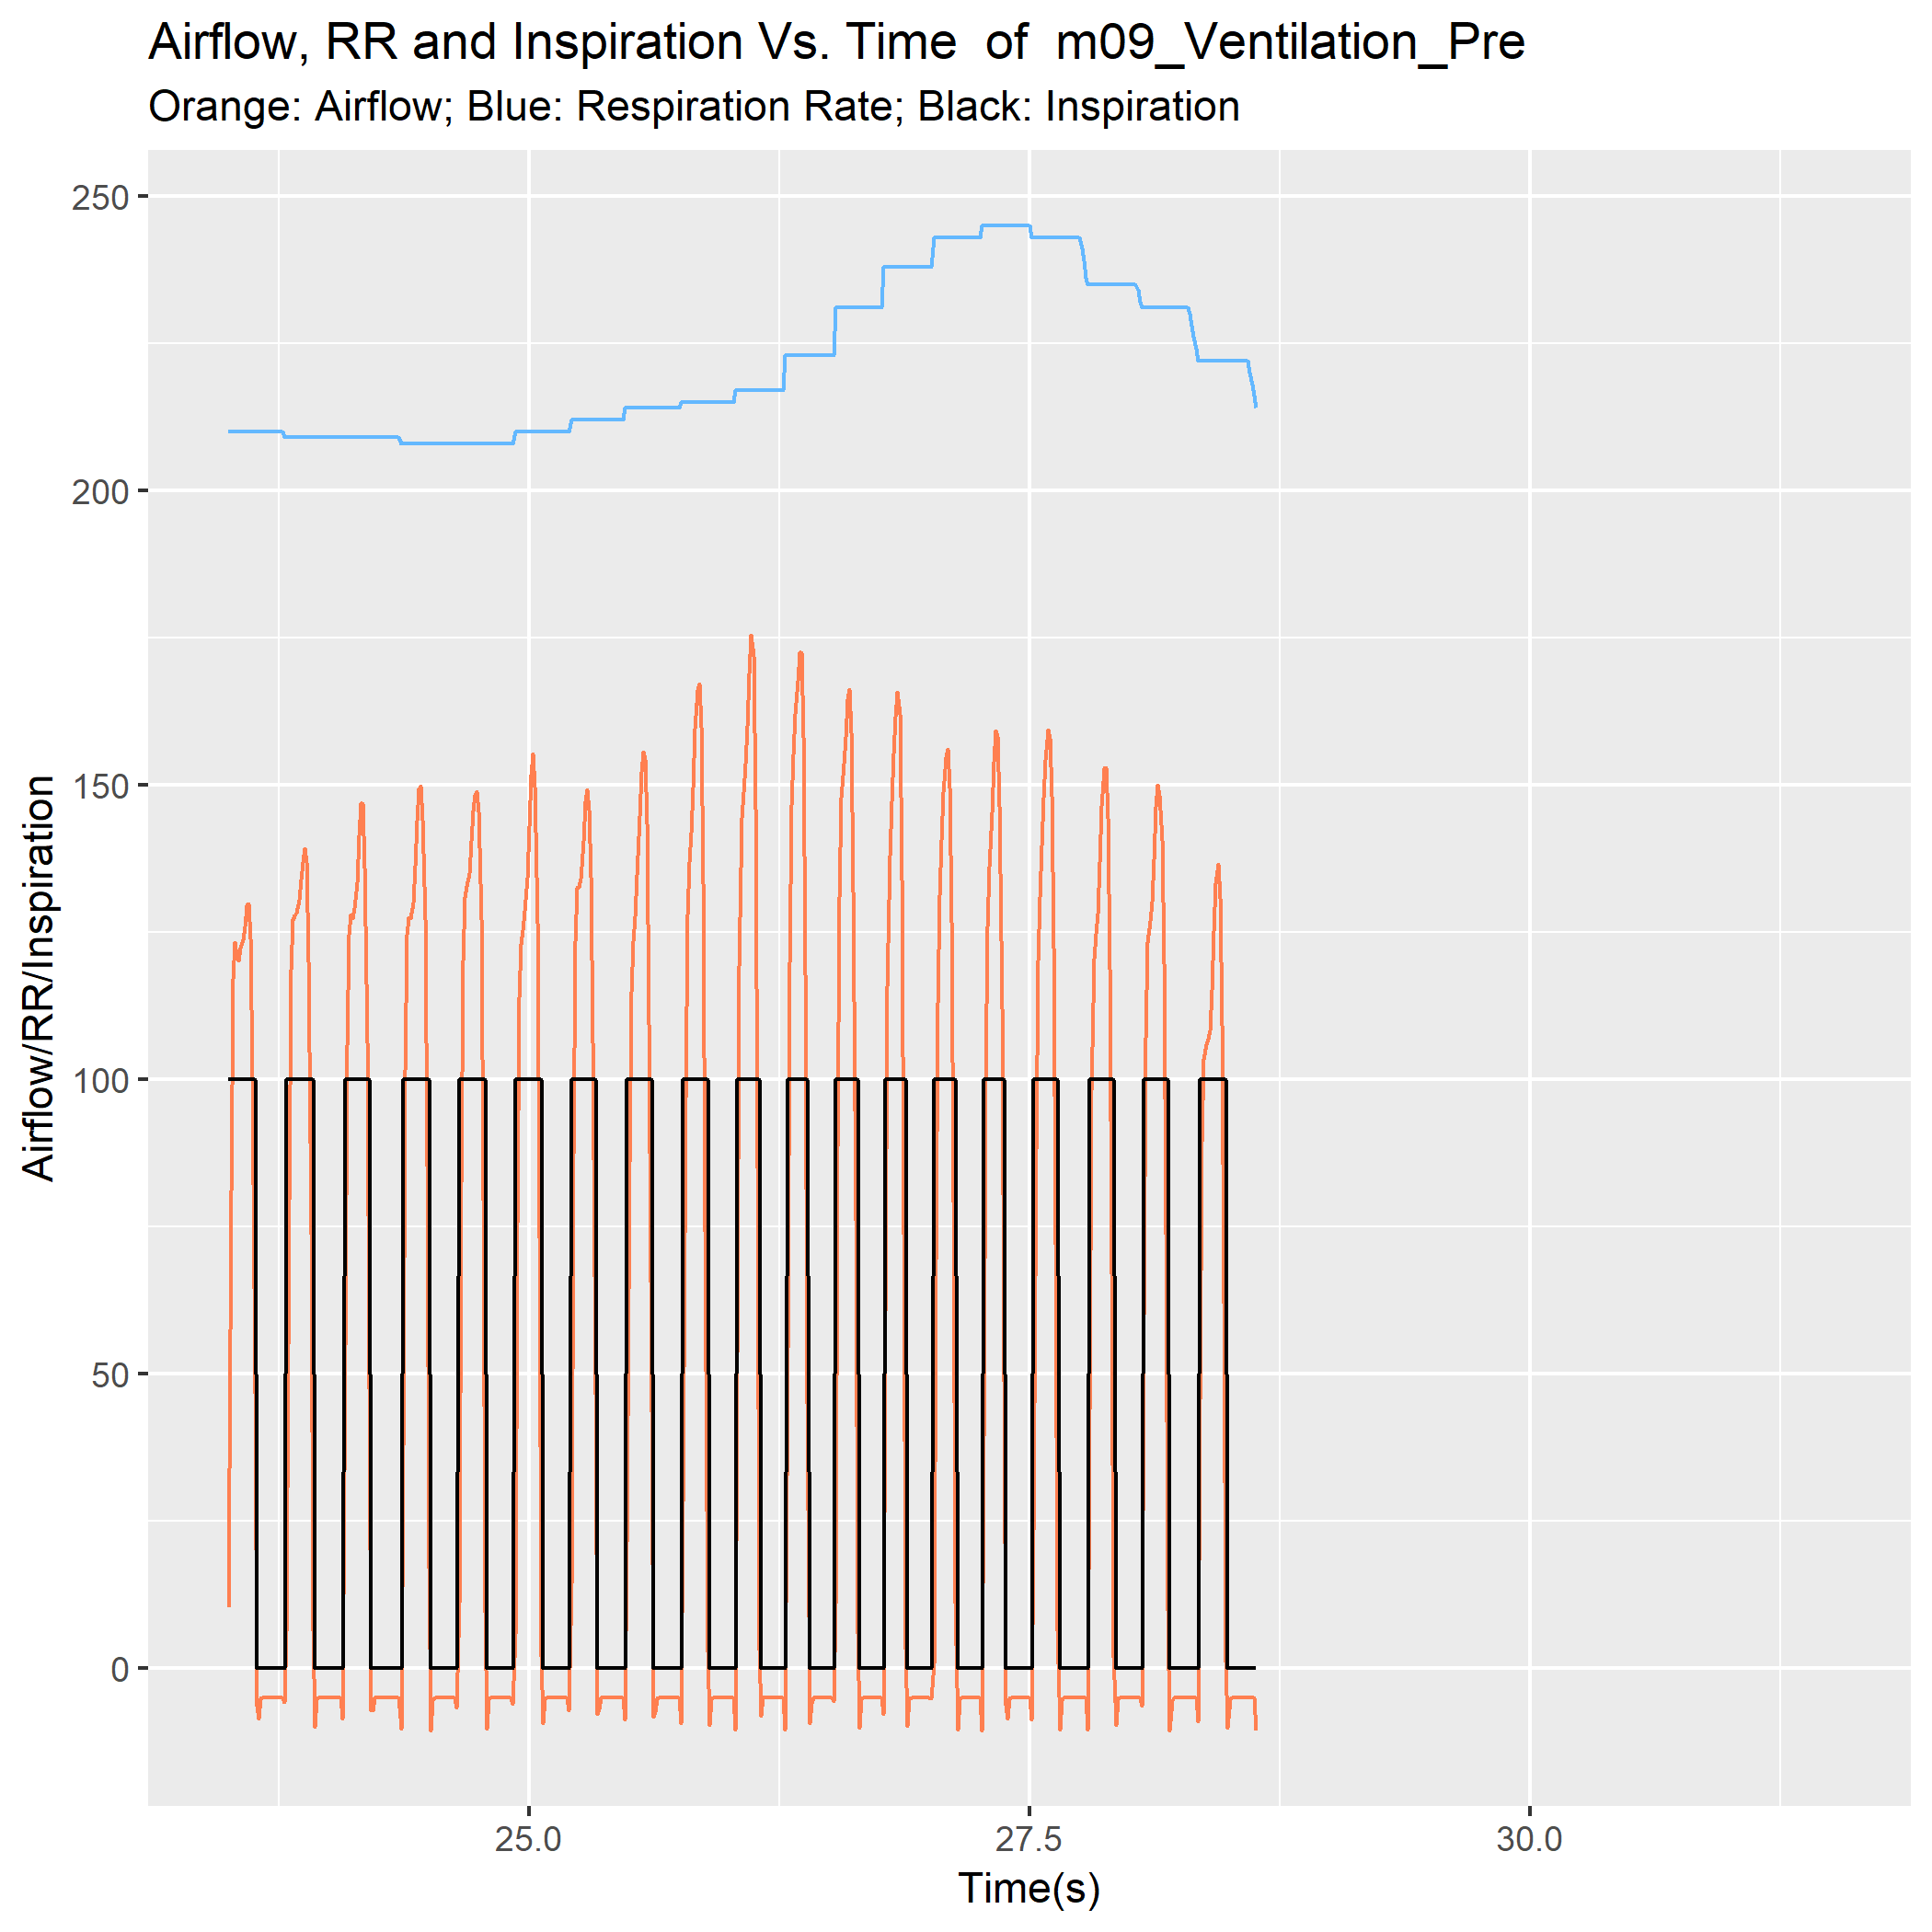 Airflow, RR and Inspiration Vs. Time  of  m09_Ventilation_Pre
Orange: Airflow; Blue: Respiration Rate; Black: Inspiration
250
200
150
100
50
0
Airflow/RR/Inspiration
25.0 27.5 30.0
Time(s)